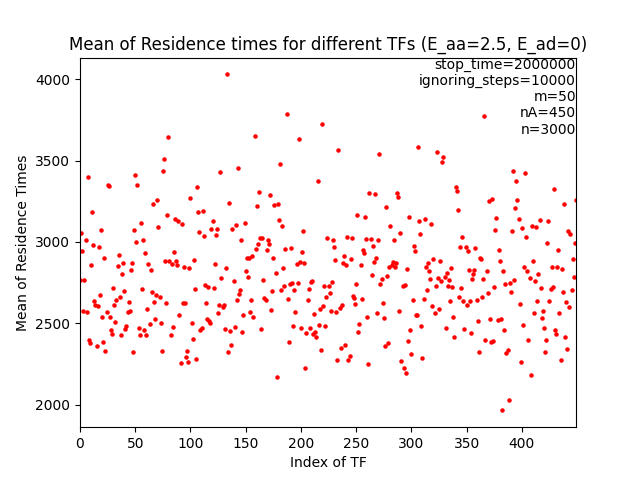 Mean of Residence times for different TFs (E_aa=2.5, E_ad=0)
stop_time=2000000
ignoring_steps=10000
m=50
nA=450
n=3000
4000
3500
3000
2500
2000
Mean of Residence Times
0 50 100 150 200 250 300 350 400
Index of TF